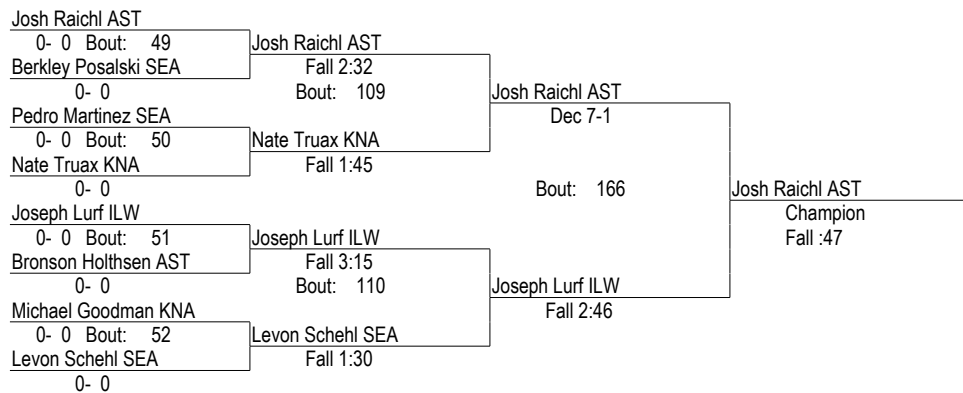 Josh Raichl AST
0- 0 Bout: 49
Berkley Posalski SEA
0- 0
Pedro Martinez SEA
0- 0 Bout: 50
Nate Truax KNA
0- 0
Joseph Lurf ILW
0- 0 Bout: 51
Bronson Holthsen AST
0- 0
Michael Goodman KNA
0- 0 Bout: 52
Levon Schehl SEA
0- 0
Josh Raichl AST
Fall 2:32
Bout: 109
Nate Truax KNA
Fall 1:45
Joseph Lurf ILW
Fall 3:15
Bout: 110
Levon Schehl SEA
Fall 1:30
Josh Raichl AST
Dec 7-1
Bout: 166
Joseph Lurf ILW
Fall 2:46
Josh Raichl AST
Champion
Fall :47